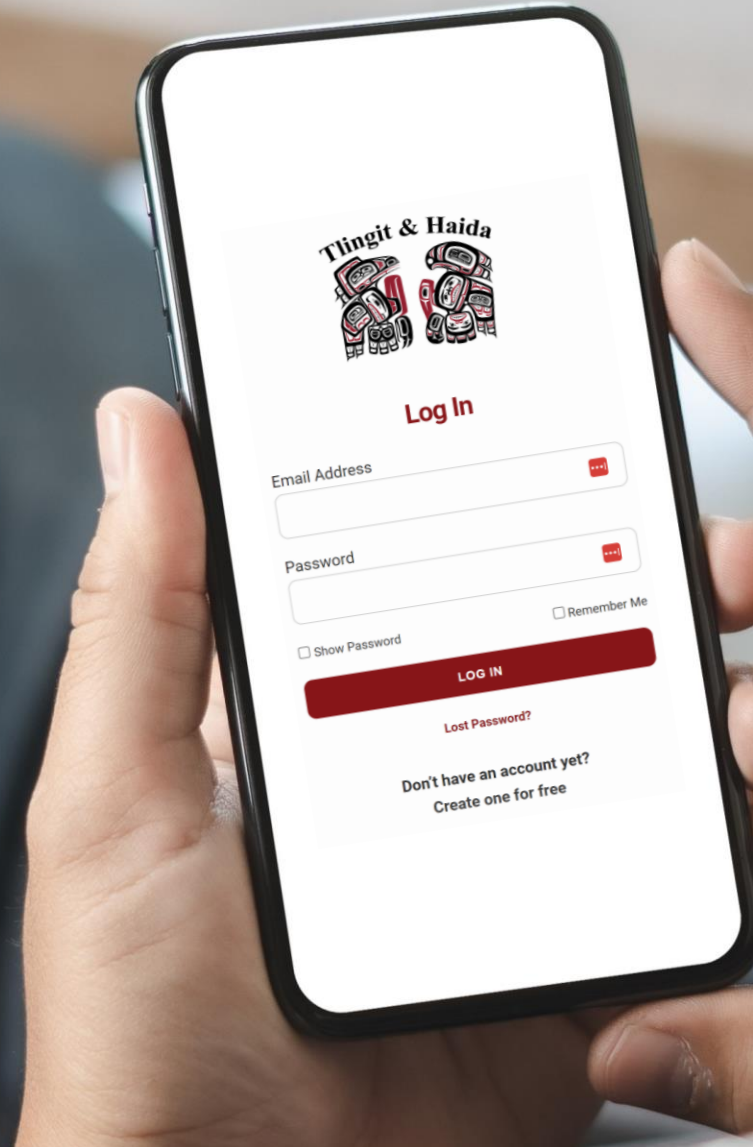 Tlingit & Haida
Log In
Email Address
Password
Show Password
Remember Me
LOG IN
Lost Password?
Don't have an account yet?
Create one for free